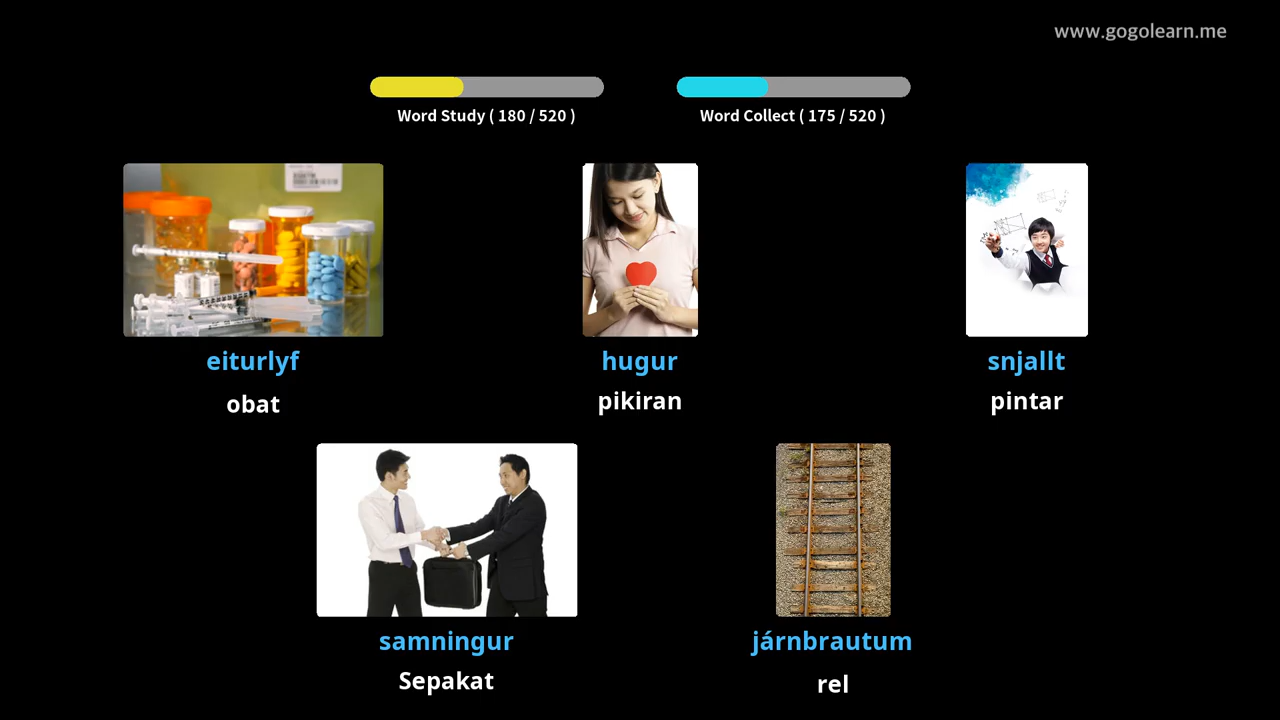 www.gogolearn.me
Word Study ( 180 / 520 )
Word Collect ( 175 / 520 )
eiturlyf
obat
hugur
pikiran
snjallt
pintar
samningur
Sepakat
járnbrautum
rel